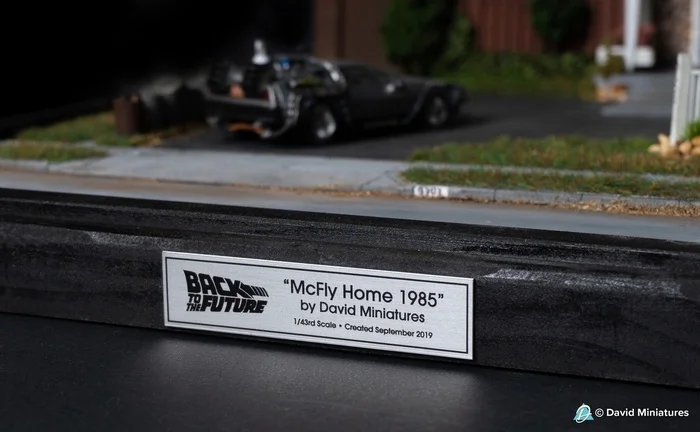 BACK
TO THE FUTURE
“McFly Home 1985”
by David Miniatures
1/43rd Scale • Created September 2019
© David Miniatures